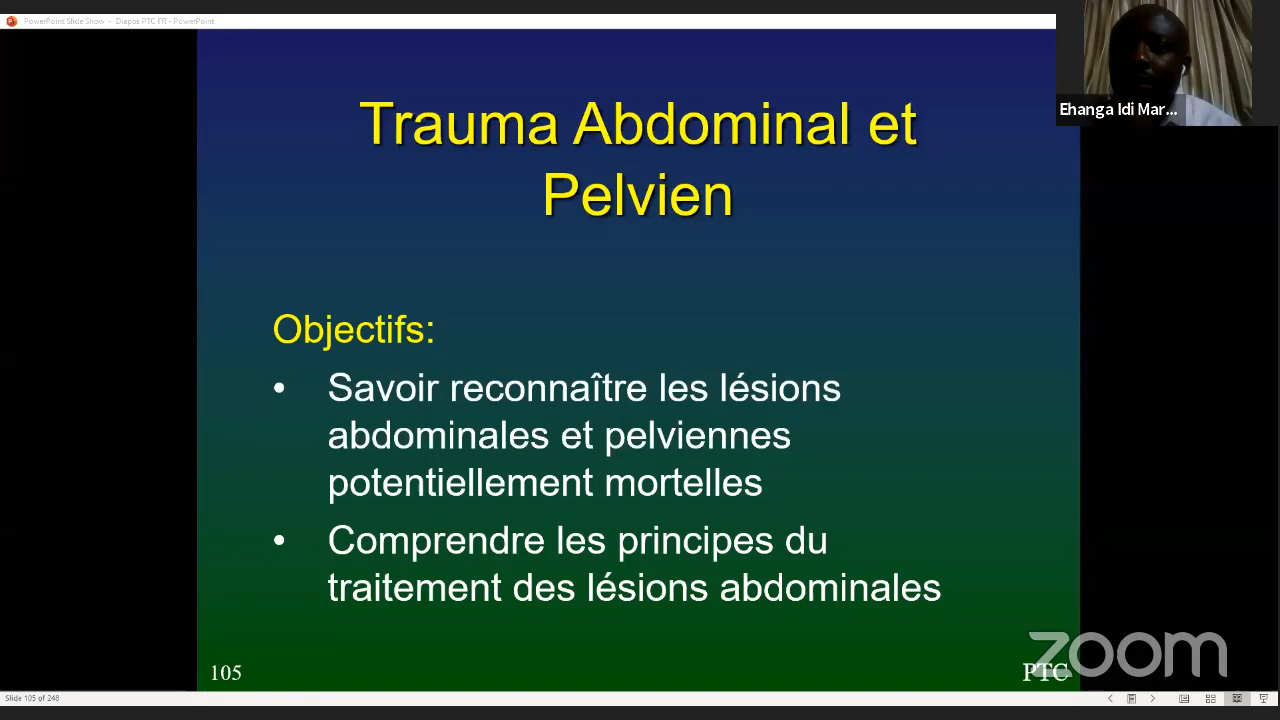 PowerPoint Slide Show - Diapos PTC FR - PowerPoint
Ehanga Idi Mar...
Trauma Abdominal et
Pelvien
Objectifs:
• Savoir reconnaître les lésions
abdominales et pelviennes
potentiellement mortelles
• Comprendre les principes du
traitement des lésions abdominales
105
PTC
zoom
Slide 105 of 248